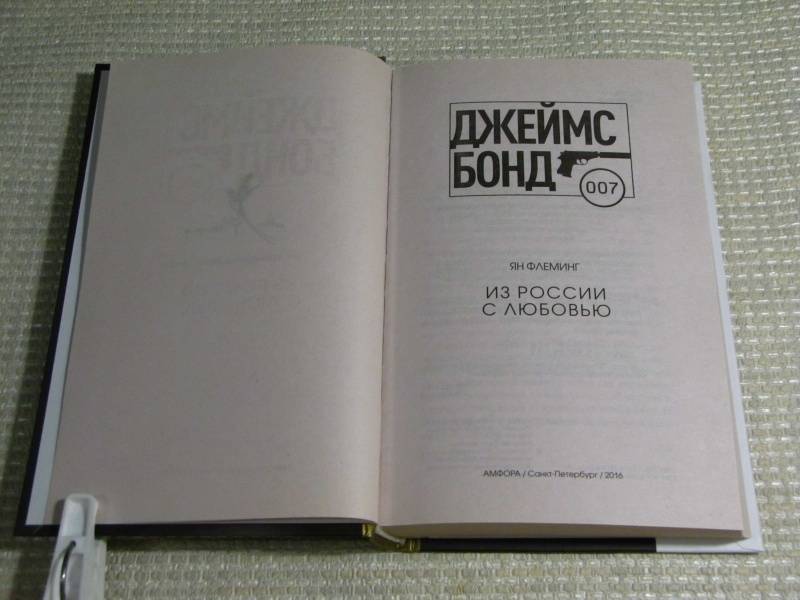 ДЖЕЙМС
БОНД
007
ЯН ФЛЕМИНГ
ИЗ РОССИИ
С ЛЮБОВЬЮ
АМФОРА / Санкт-Петербург / 2016